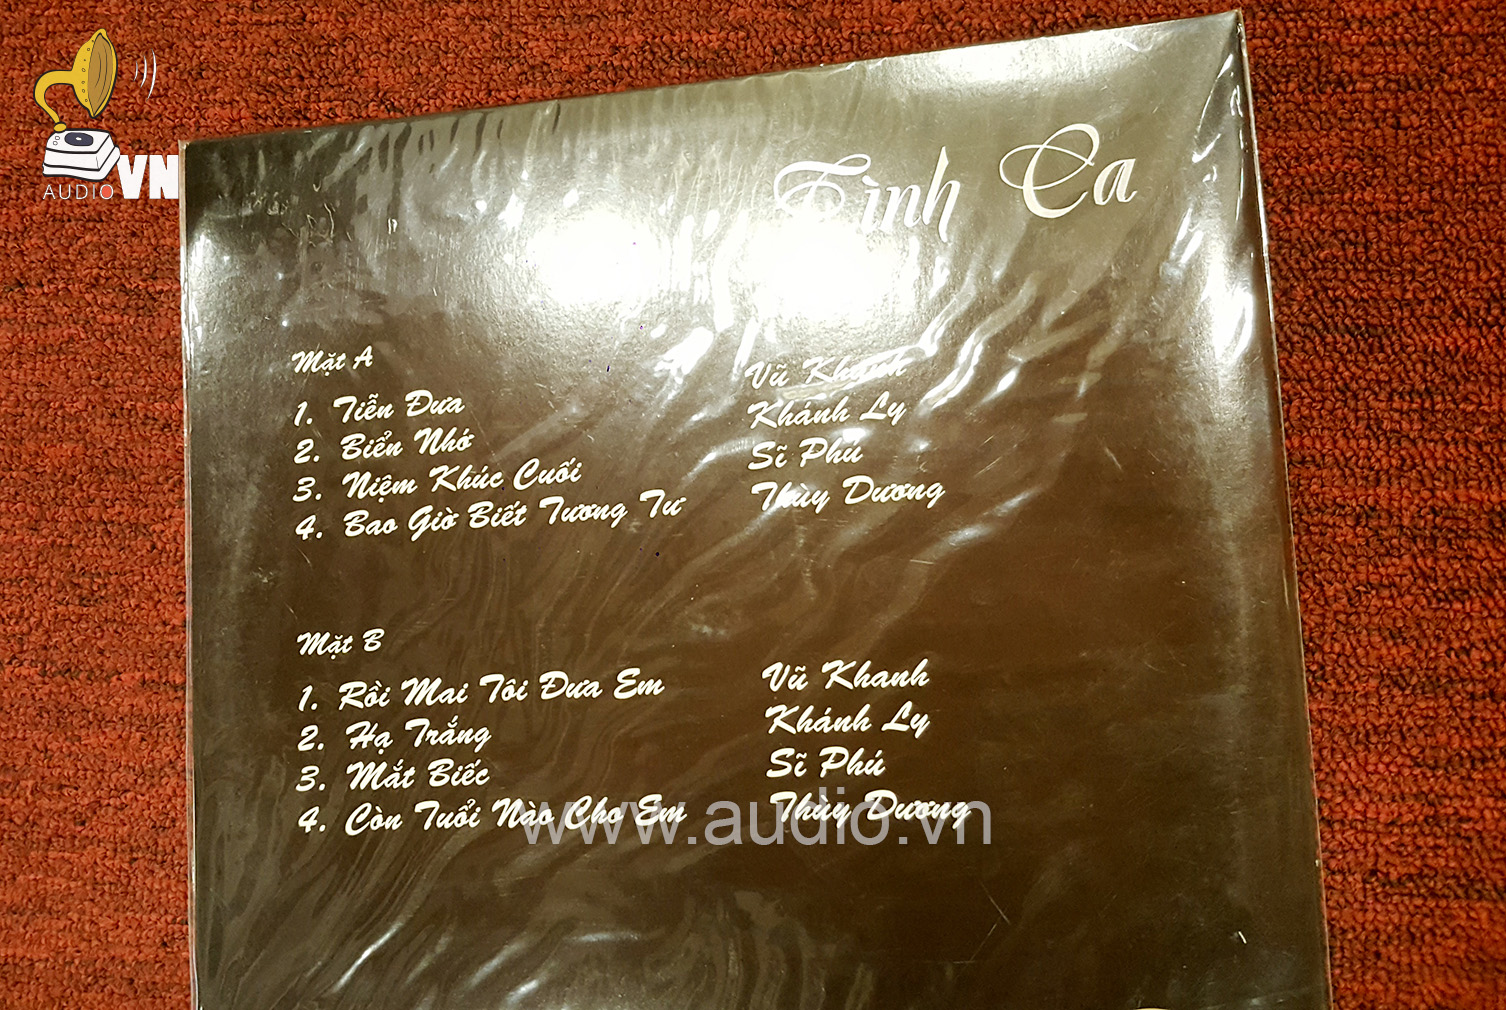 AUDIO VN
Tình Ca
Mặt A
1. Tiễn Đưa Vũ Khanh
2. Biển Nhớ Khánh Ly
3. Niệm Khúc Cuối Sĩ Phú
4. Bao Giờ Biết Tương Tư Thùy Dương
Mặt B
1. Rồi Mai Tôi Đưa Em Vũ Khanh
2. Hạ Trắng Khánh Ly
3. Mắt Biếc Sĩ Phú
4. Còn Tuổi Nào Cho Em Thùy Dương
www.audio.vn